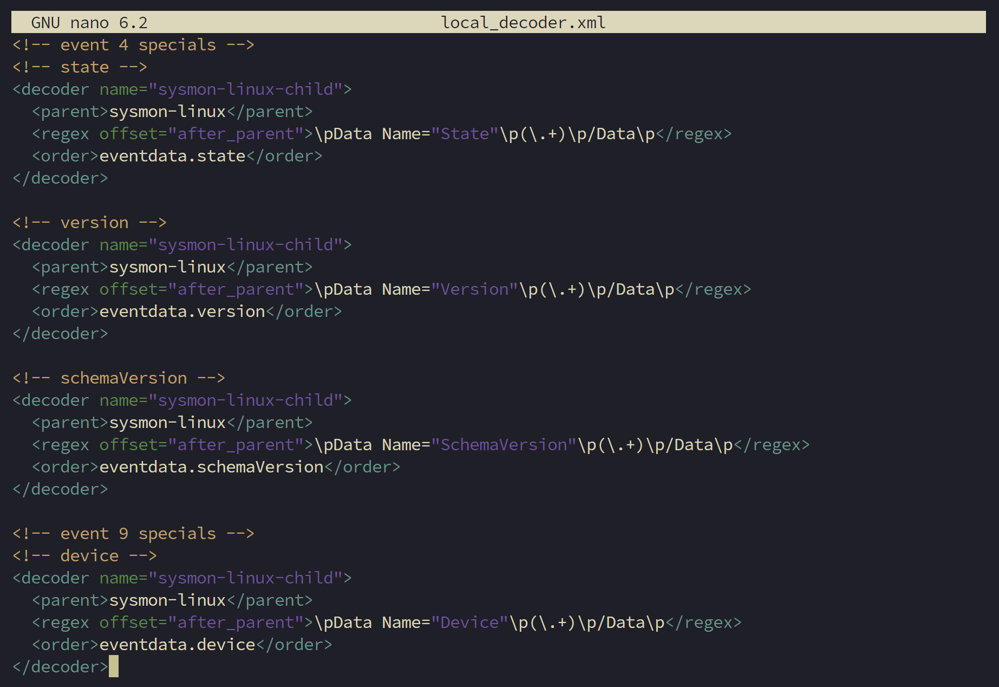 GNU nano 6.2 local_decoder.xml
<!-- event 4 specials -->
<!-- state -->
<decoder name="sysmon-linux-child">
  <parent>sysmon-linux</parent>
  <regex offset="after_parent">\pData Name="State"\p(\.+)\p/Data\p</regex>
  <order>eventdata.state</order>
</decoder>

<!-- version -->
<decoder name="sysmon-linux-child">
  <parent>sysmon-linux</parent>
  <regex offset="after_parent">\pData Name="Version"\p(\.+)\p/Data\p</regex>
  <order>eventdata.version</order>
</decoder>

<!-- schemaVersion -->
<decoder name="sysmon-linux-child">
  <parent>sysmon-linux</parent>
  <regex offset="after_parent">\pData Name="SchemaVersion"\p(\.+)\p/Data\p</regex>
  <order>eventdata.schemaVersion</order>
</decoder>

<!-- event 9 specials -->
<!-- device -->
<decoder name="sysmon-linux-child">
  <parent>sysmon-linux</parent>
  <regex offset="after_parent">\pData Name="Device"\p(\.+)\p/Data\p</regex>
  <order>eventdata.device</order>
</decoder>